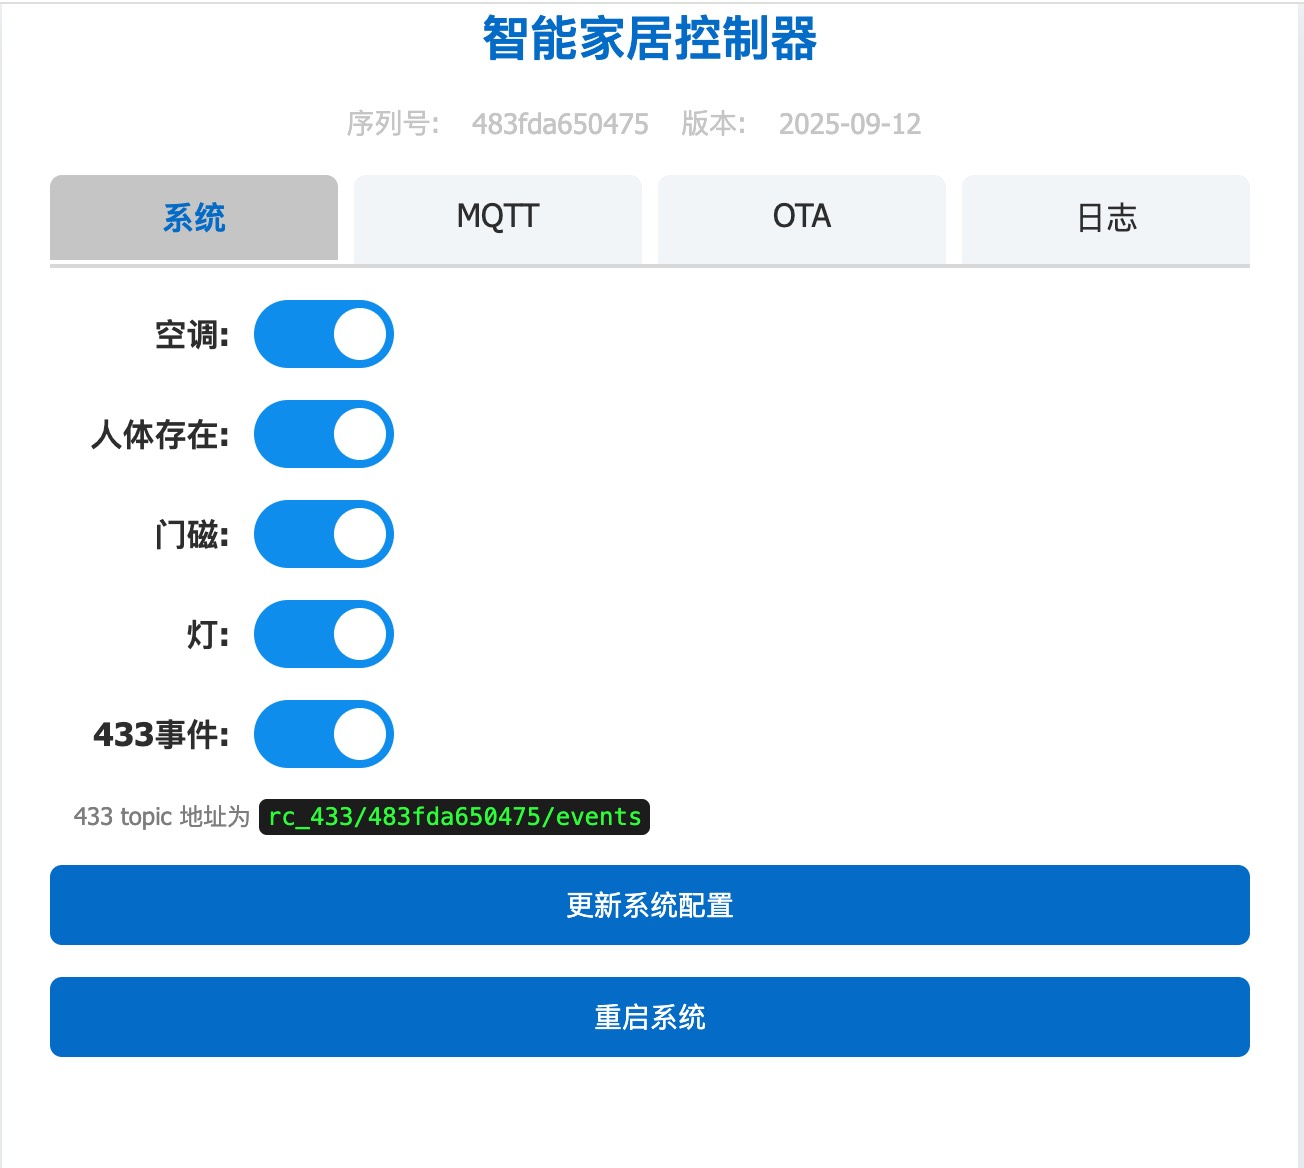 智能家居控制器
序列号: 483fda650475 版本: 2025-09-12
系统 MQTT OTA 日志
空调:
人体存在:
门磁:
灯:
433事件:
433 topic 地址为 rc_433/483fda650475/events
更新系统配置
重启系统